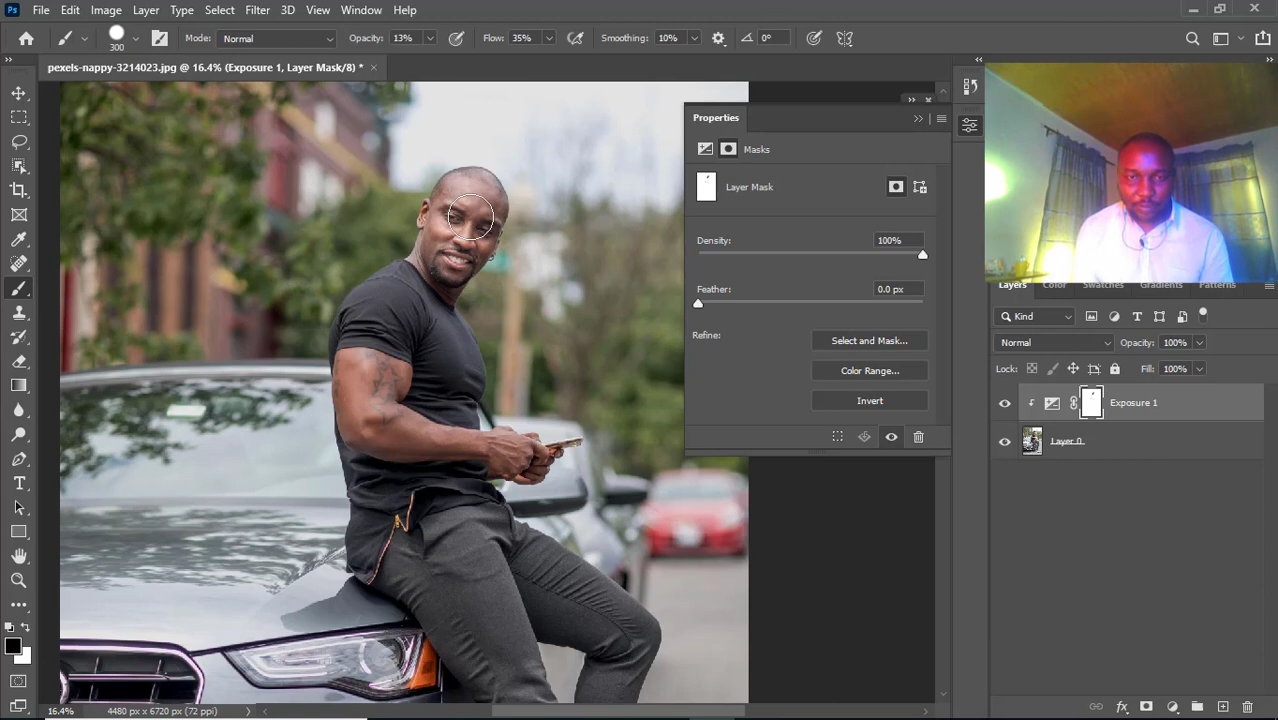 Ps File Edit Image Layer Type Select Filter 3D View Window Help
300 Mode: Normal Opacity: 13% Flow: 35% Smoothing: 10% 0°
pexels-nappy-3214023.jpg @ 16.4% (Exposure 1, Layer Mask/8) *
Properties
Masks
Layer Mask
Density: 100%
Feather: 0.0 px
Refine: Select and Mask...
Color Range...
Invert
Layers Color Swatches Gradients Patterns
Kind
Normal Opacity: 100%
Lock: Fill: 100%
Exposure 1
Layer 0
16.4% 4480 px x 6720 px (72 ppi)